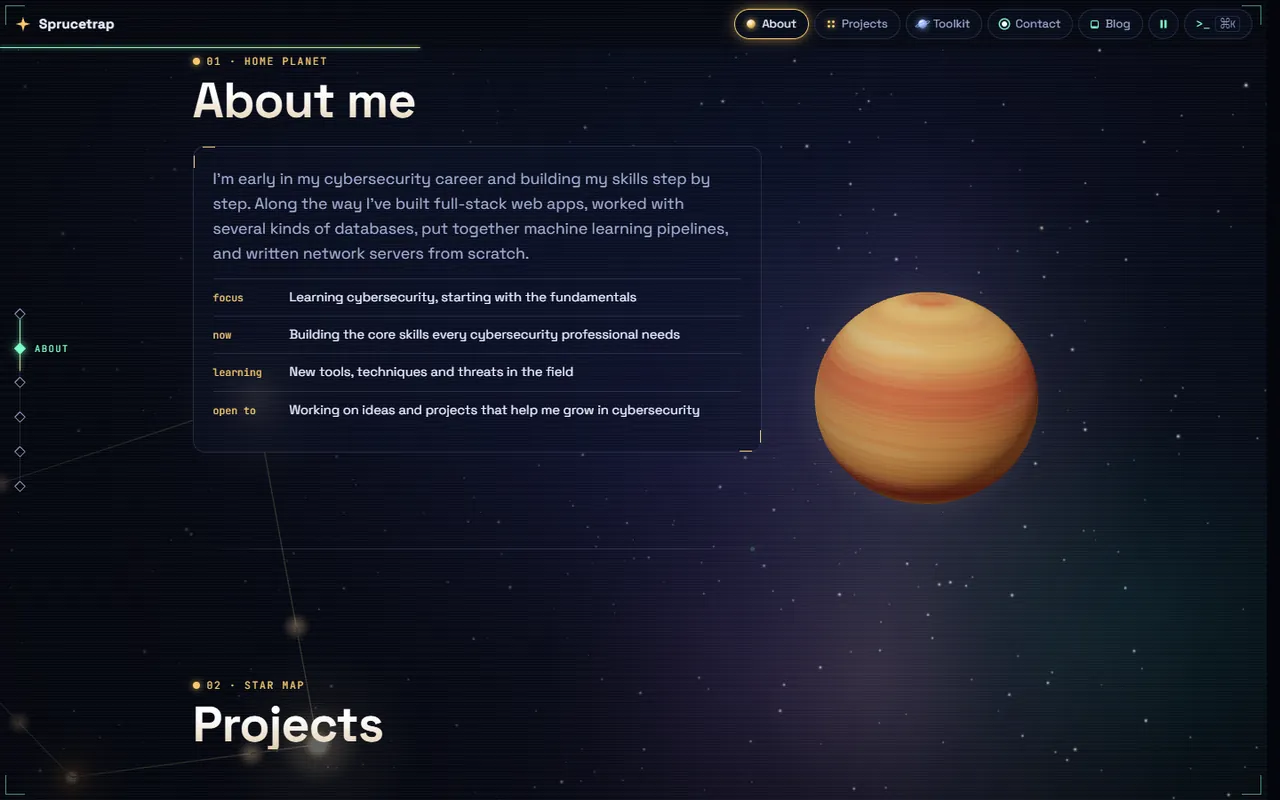 Sprucetrap
About
Projects
Toolkit
Contact
Blog
>_ ⌘K
01 · HOME PLANET
About me
I'm early in my cybersecurity career and building my skills step by
step. Along the way I've built full-stack web apps, worked with
several kinds of databases, put together machine learning pipelines,
and written network servers from scratch.
focus Learning cybersecurity, starting with the fundamentals
now Building the core skills every cybersecurity professional needs
learning New tools, techniques and threats in the field
open to Working on ideas and projects that help me grow in cybersecurity
ABOUT
02 · STAR MAP
Projects